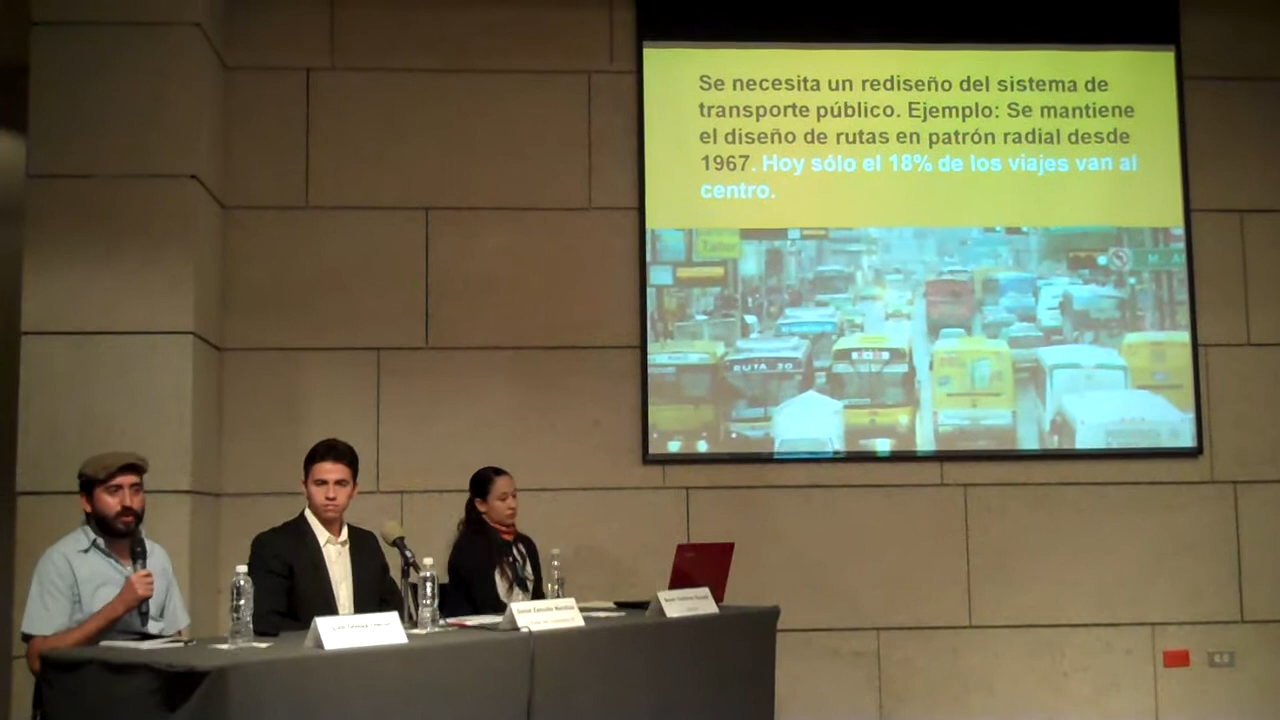 Se necesita un rediseño del sistema de
transporte público. Ejemplo: Se mantiene
el diseño de rutas en patrón radial desde
1967. Hoy sólo el 18% de los viajes van al
centro.
RUTA 30